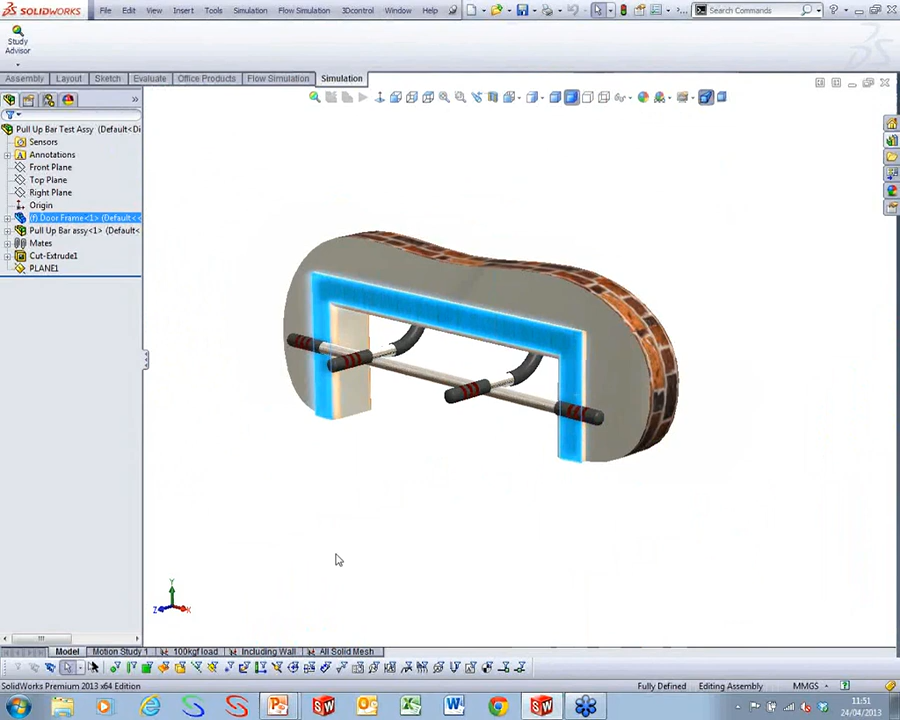 SOLIDWORKS File Edit View Insert Tools Simulation Flow Simulation 3Dcontrol Window Help Search Commands
Study
Advisor
Assembly Layout Sketch Evaluate Office Products Flow Simulation Simulation
Pull Up Bar Test Assy (Default<Di
Sensors
Annotations
Front Plane
Top Plane
Right Plane
Origin
(f) Door Frame<1> (Default<<
Pull Up Bar assy<1> (Default<
Mates
Cut-Extrude1
PLANE1
Y
Z X
Model Motion Study 1 100kgf load Including Wall All Solid Mesh
SolidWorks Premium 2013 x64 Edition Fully Defined Editing Assembly MMGS
11:51
24/04/2013